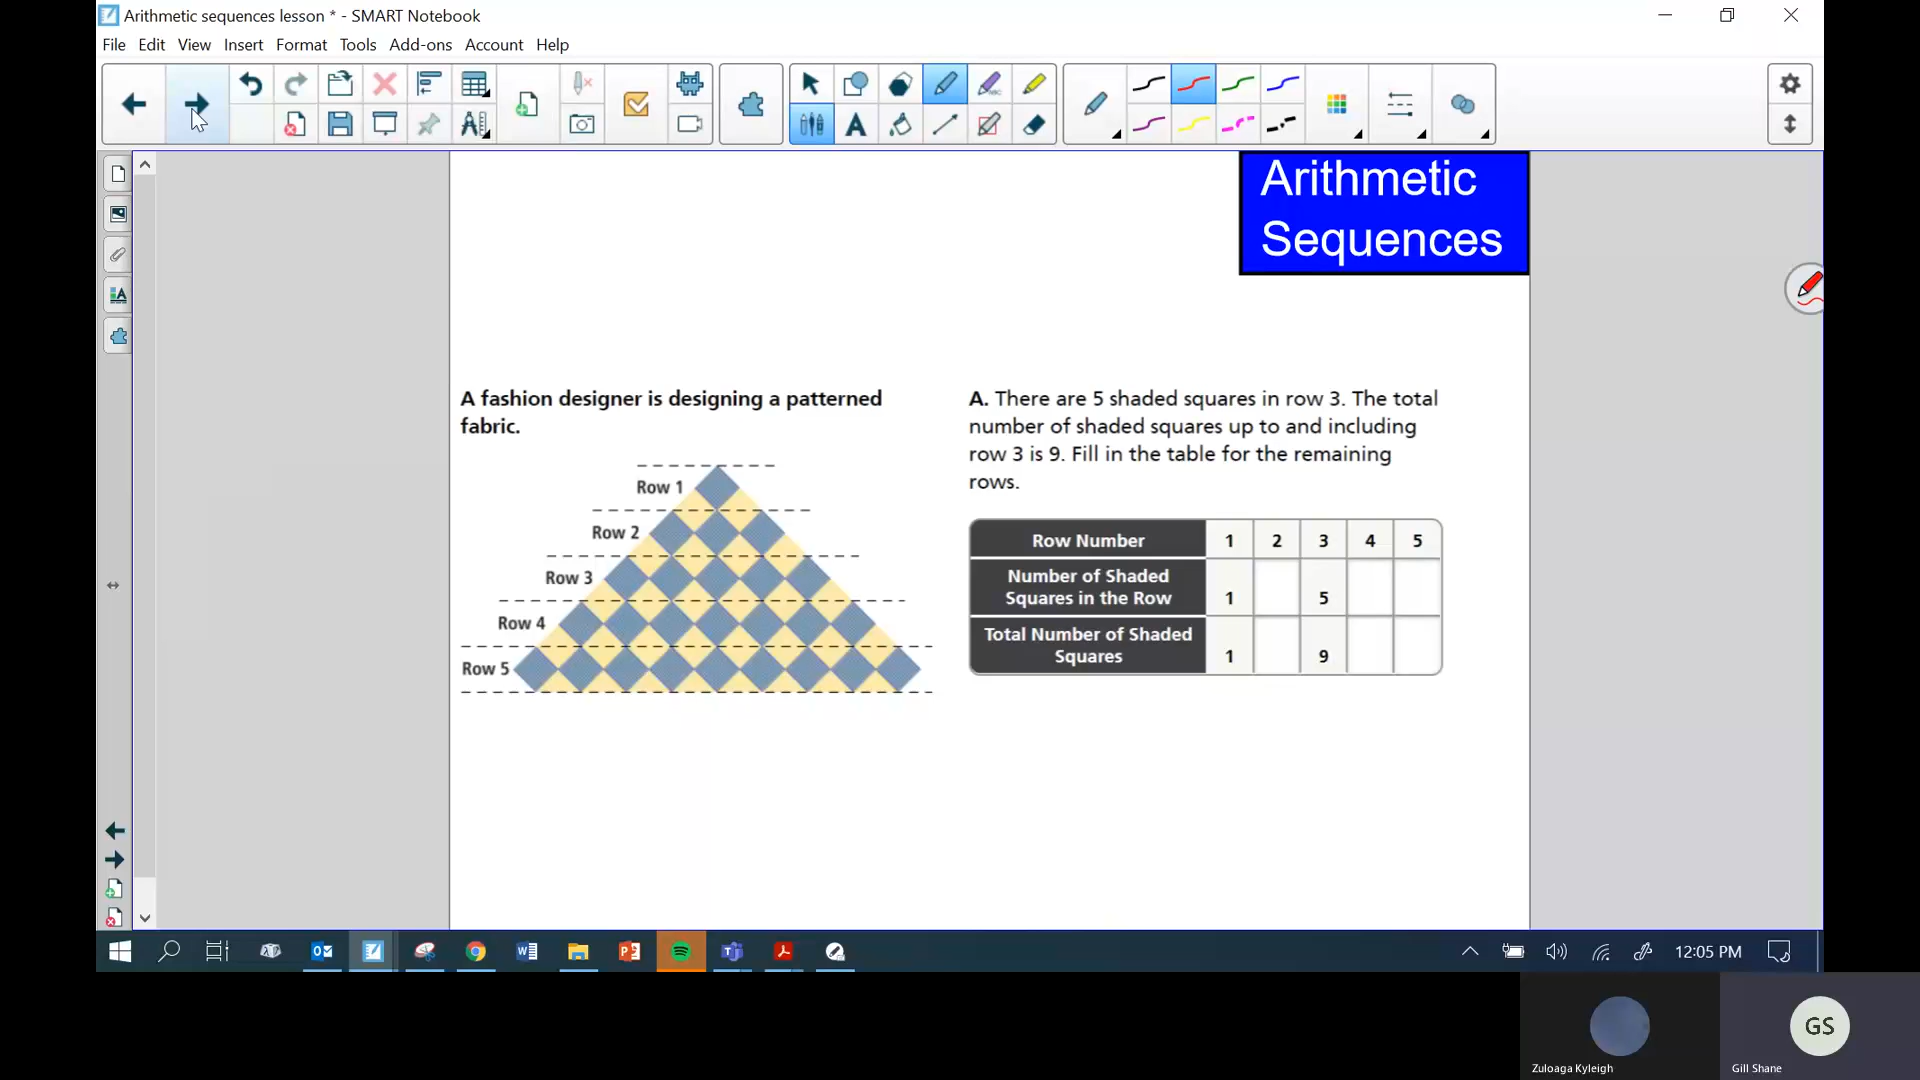 Arithmetic sequences lesson * - SMART Notebook
File Edit View Insert Format Tools Add-ons Account Help
Arithmetic
Sequences
A fashion designer is designing a patterned
fabric.
Row 1
Row 2
Row 3
Row 4
Row 5
A. There are 5 shaded squares in row 3. The total
number of shaded squares up to and including
row 3 is 9. Fill in the table for the remaining
rows.
Row Number 1 2 3 4 5
Number of Shaded
Squares in the Row 1 5
Total Number of Shaded
Squares 1 9
12:05 PM
GS
Zuloaga Kyleigh
Gill Shane